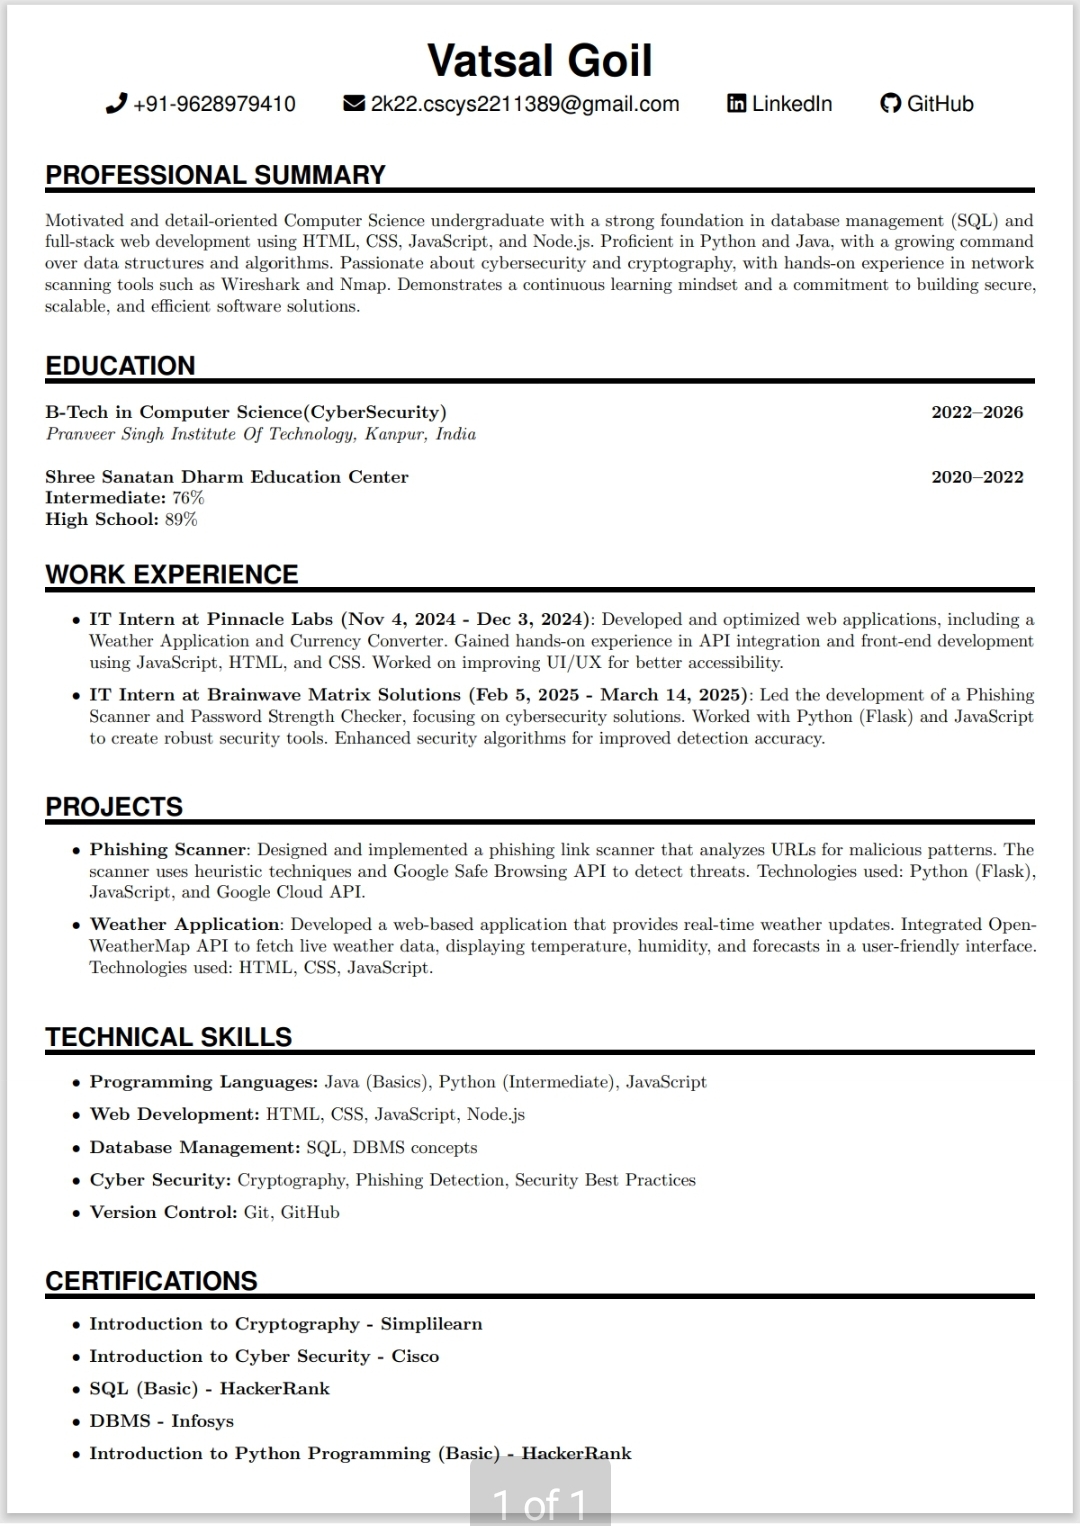 Vatsal Goil
+91-9628979410 2k22.cscys2211389@gmail.com LinkedIn GitHub
PROFESSIONAL SUMMARY
Motivated and detail-oriented Computer Science undergraduate with a strong foundation in database management (SQL) and
full-stack web development using HTML, CSS, JavaScript, and Node.js. Proficient in Python and Java, with a growing command
over data structures and algorithms. Passionate about cybersecurity and cryptography, with hands-on experience in network
scanning tools such as Wireshark and Nmap. Demonstrates a continuous learning mindset and a commitment to building secure,
scalable, and efficient software solutions.
EDUCATION
B-Tech in Computer Science(CyberSecurity) 2022–2026
Pranveer Singh Institute Of Technology, Kanpur, India
Shree Sanatan Dharm Education Center 2020–2022
Intermediate: 76%
High School: 89%
WORK EXPERIENCE
• IT Intern at Pinnacle Labs (Nov 4, 2024 - Dec 3, 2024): Developed and optimized web applications, including a
Weather Application and Currency Converter. Gained hands-on experience in API integration and front-end development
using JavaScript, HTML, and CSS. Worked on improving UI/UX for better accessibility.
• IT Intern at Brainwave Matrix Solutions (Feb 5, 2025 - March 14, 2025): Led the development of a Phishing
Scanner and Password Strength Checker, focusing on cybersecurity solutions. Worked with Python (Flask) and JavaScript
to create robust security tools. Enhanced security algorithms for improved detection accuracy.
PROJECTS
• Phishing Scanner: Designed and implemented a phishing link scanner that analyzes URLs for malicious patterns. The
scanner uses heuristic techniques and Google Safe Browsing API to detect threats. Technologies used: Python (Flask),
JavaScript, and Google Cloud API.
• Weather Application: Developed a web-based application that provides real-time weather updates. Integrated Open-
WeatherMap API to fetch live weather data, displaying temperature, humidity, and forecasts in a user-friendly interface.
Technologies used: HTML, CSS, JavaScript.
TECHNICAL SKILLS
• Programming Languages: Java (Basics), Python (Intermediate), JavaScript
• Web Development: HTML, CSS, JavaScript, Node.js
• Database Management: SQL, DBMS concepts
• Cyber Security: Cryptography, Phishing Detection, Security Best Practices
• Version Control: Git, GitHub
CERTIFICATIONS
• Introduction to Cryptography - Simplilearn
• Introduction to Cyber Security - Cisco
• SQL (Basic) - HackerRank
• DBMS - Infosys
• Introduction to Python Programming (Basic) - HackerRank
1 of 1